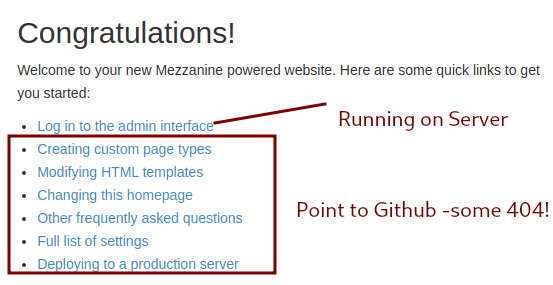 Congratulations!
Welcome to your new Mezzanine powered website. Here are some quick links to get
you started:
Log in to the admin interface
Running on Server
Creating custom page types
Modifying HTML templates
Changing this homepage
Other frequently asked questions
Point to Github -some 404!
Full list of settings
Deploying to a production server